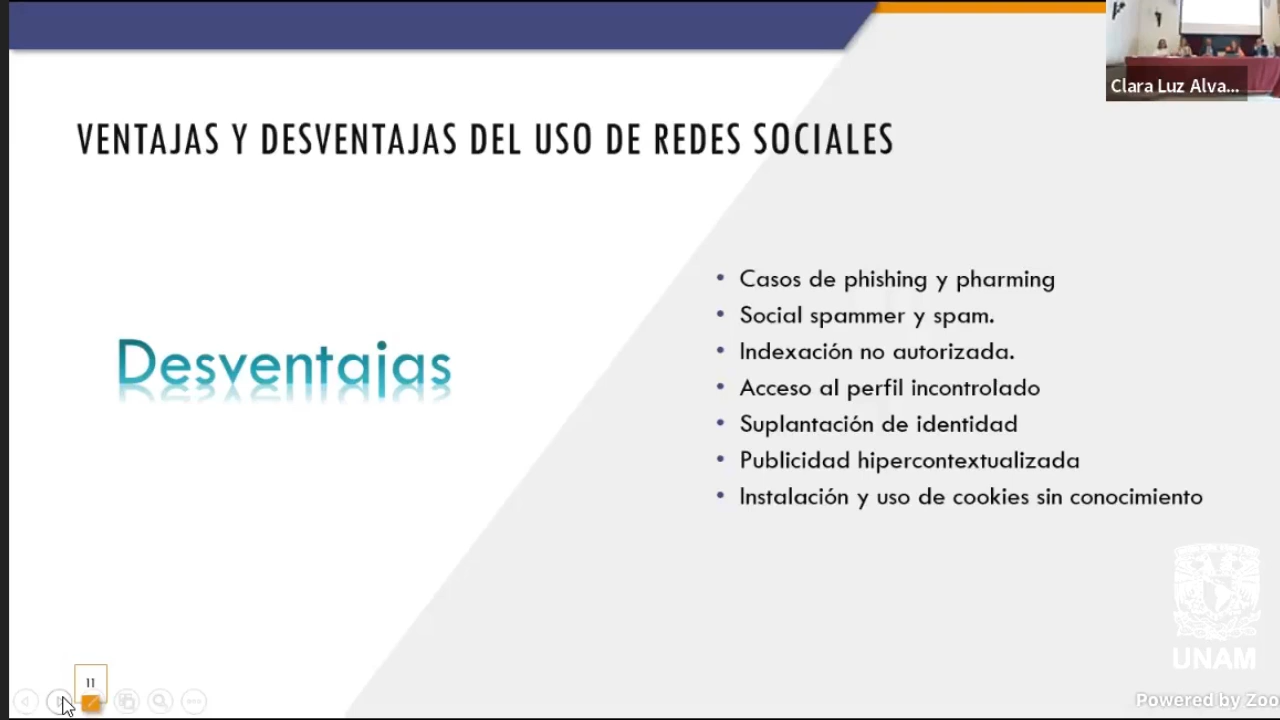 Clara Luz Alva...
VENTAJAS Y DESVENTAJAS DEL USO DE REDES SOCIALES
Desventajas
• Casos de phishing y pharming
• Social spammer y spam.
• Indexación no autorizada.
• Acceso al perfil incontrolado
• Suplantación de identidad
• Publicidad hipercontextualizada
• Instalación y uso de cookies sin conocimiento
UNAM
11
Powered by Zoo